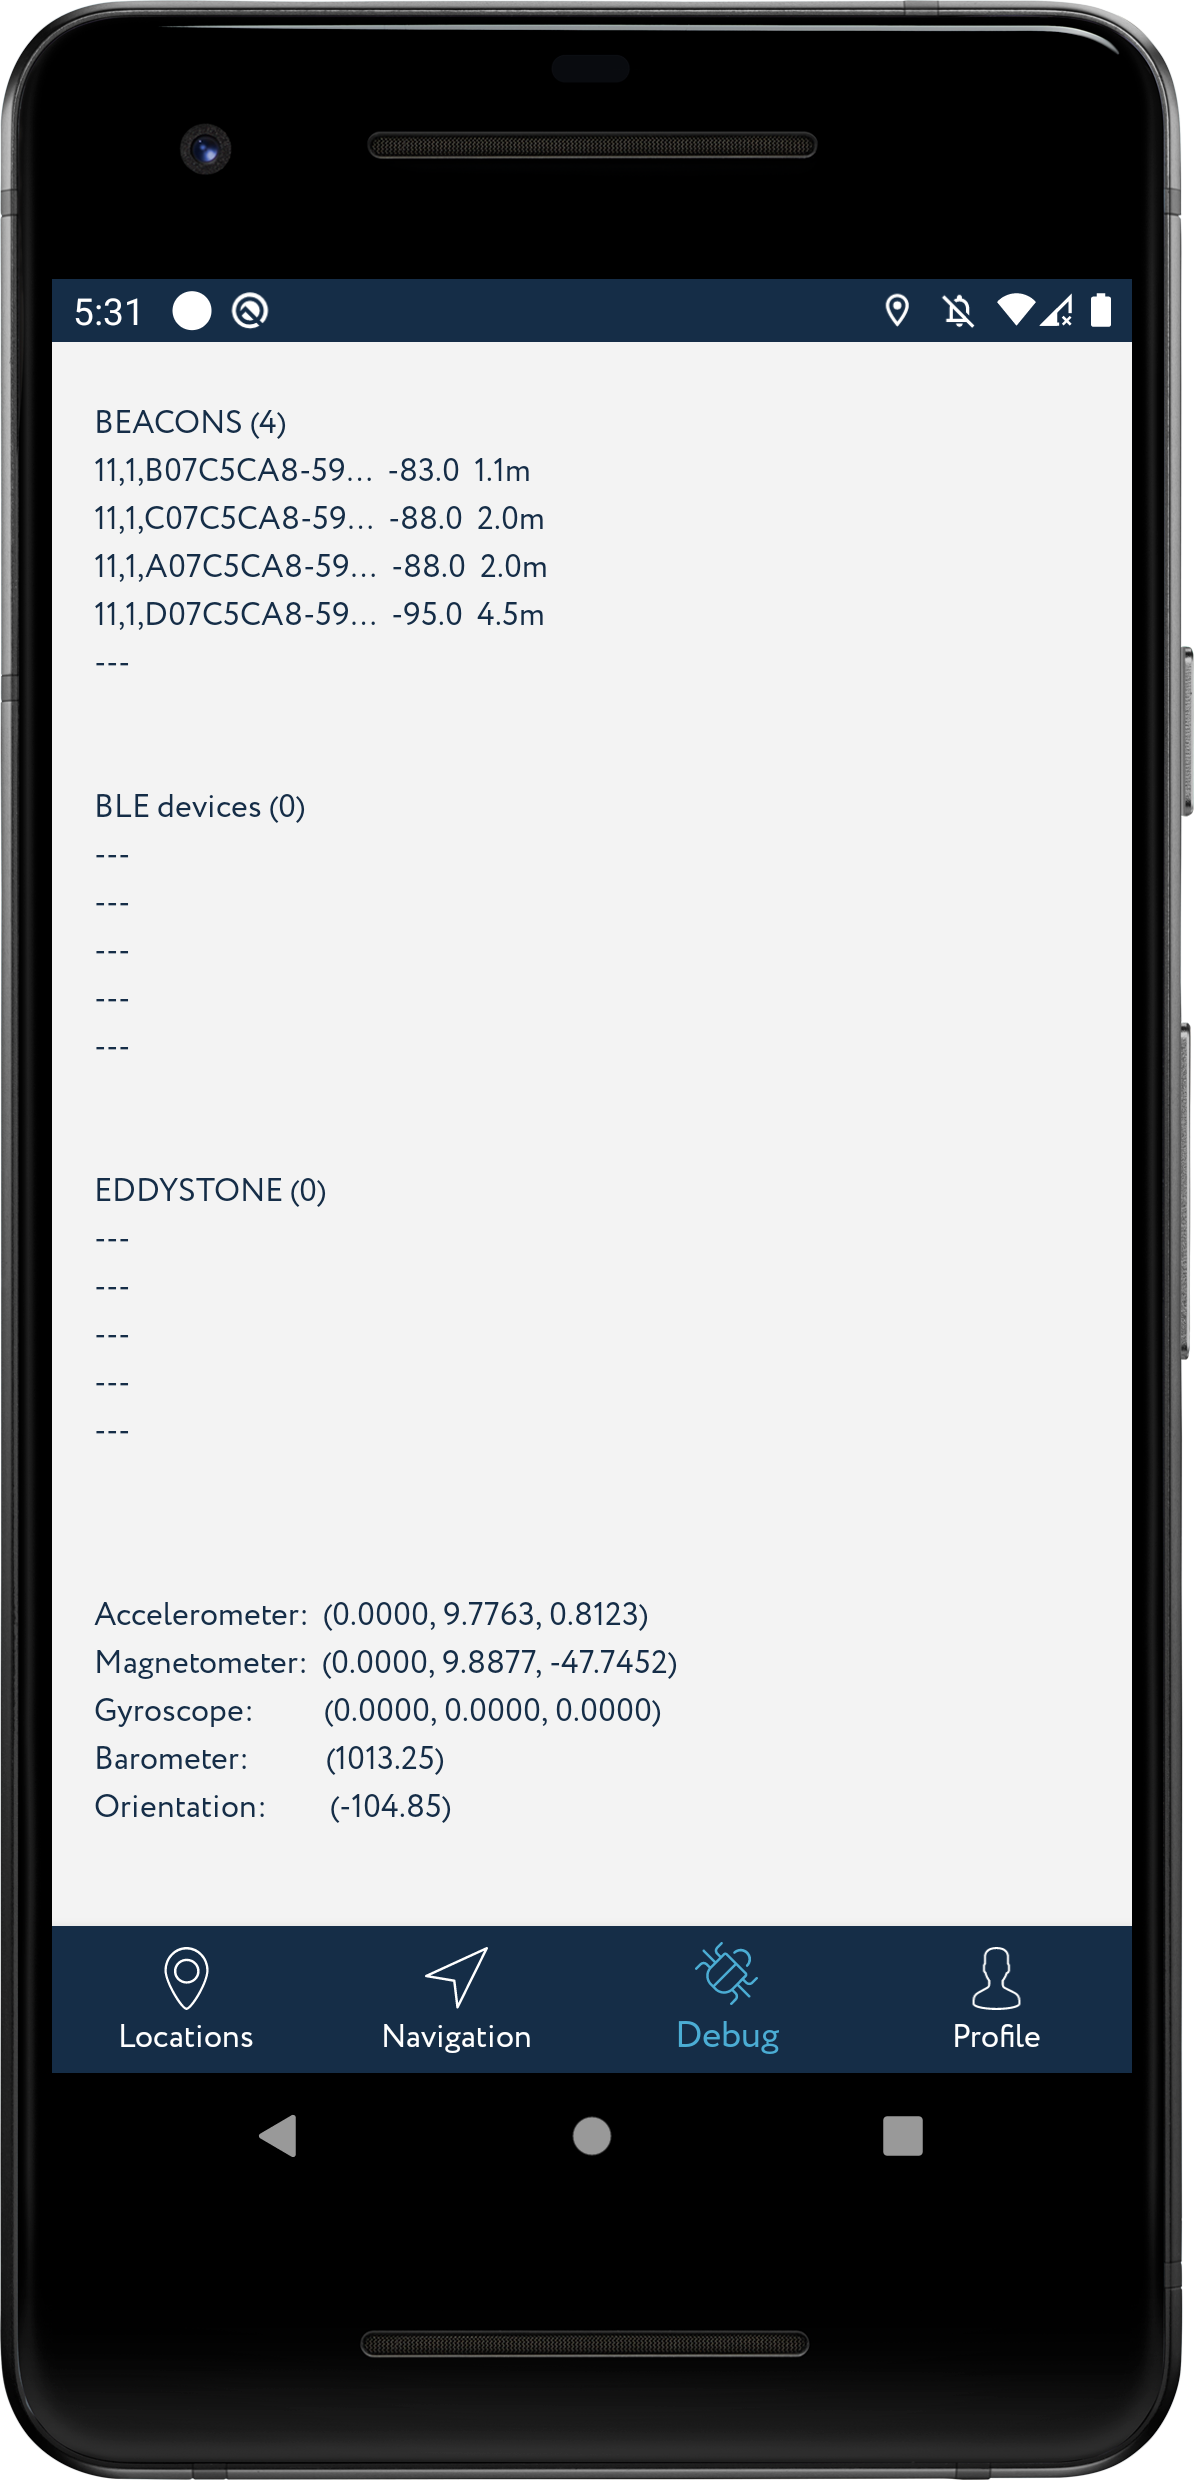 5:31
BEACONS (4)
11,1,B07C5CA8-59... -83.0 1.1m
11,1,C07C5CA8-59... -88.0 2.0m
11,1,A07C5CA8-59... -88.0 2.0m
11,1,D07C5CA8-59... -95.0 4.5m
---
BLE devices (0)
---
---
---
---
---
EDDYSTONE (0)
---
---
---
---
---
Accelerometer: (0.0000, 9.7763, 0.8123)
Magnetometer: (0.0000, 9.8877, -47.7452)
Gyroscope: (0.0000, 0.0000, 0.0000)
Barometer: (1013.25)
Orientation: (-104.85)
Locations Navigation Debug Profile